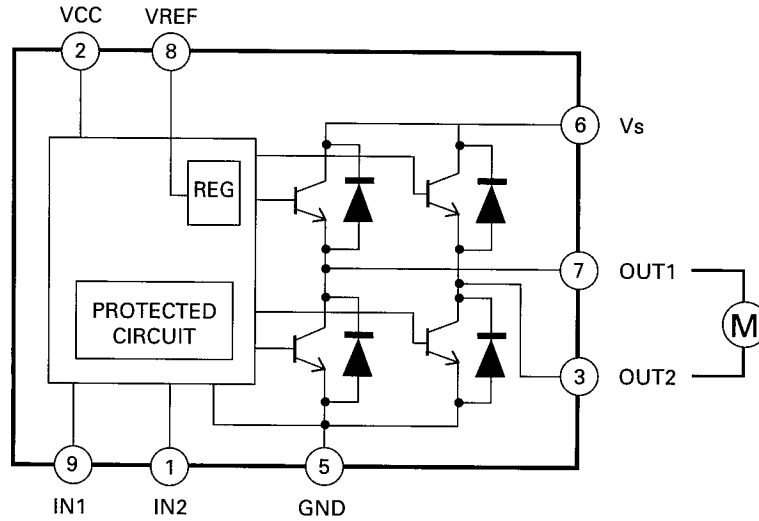 VCC VREF
2 8
6 Vs
REG
7 OUT1
PROTECTED
CIRCUIT
M
3 OUT2
9 1 5
IN1 IN2 GND